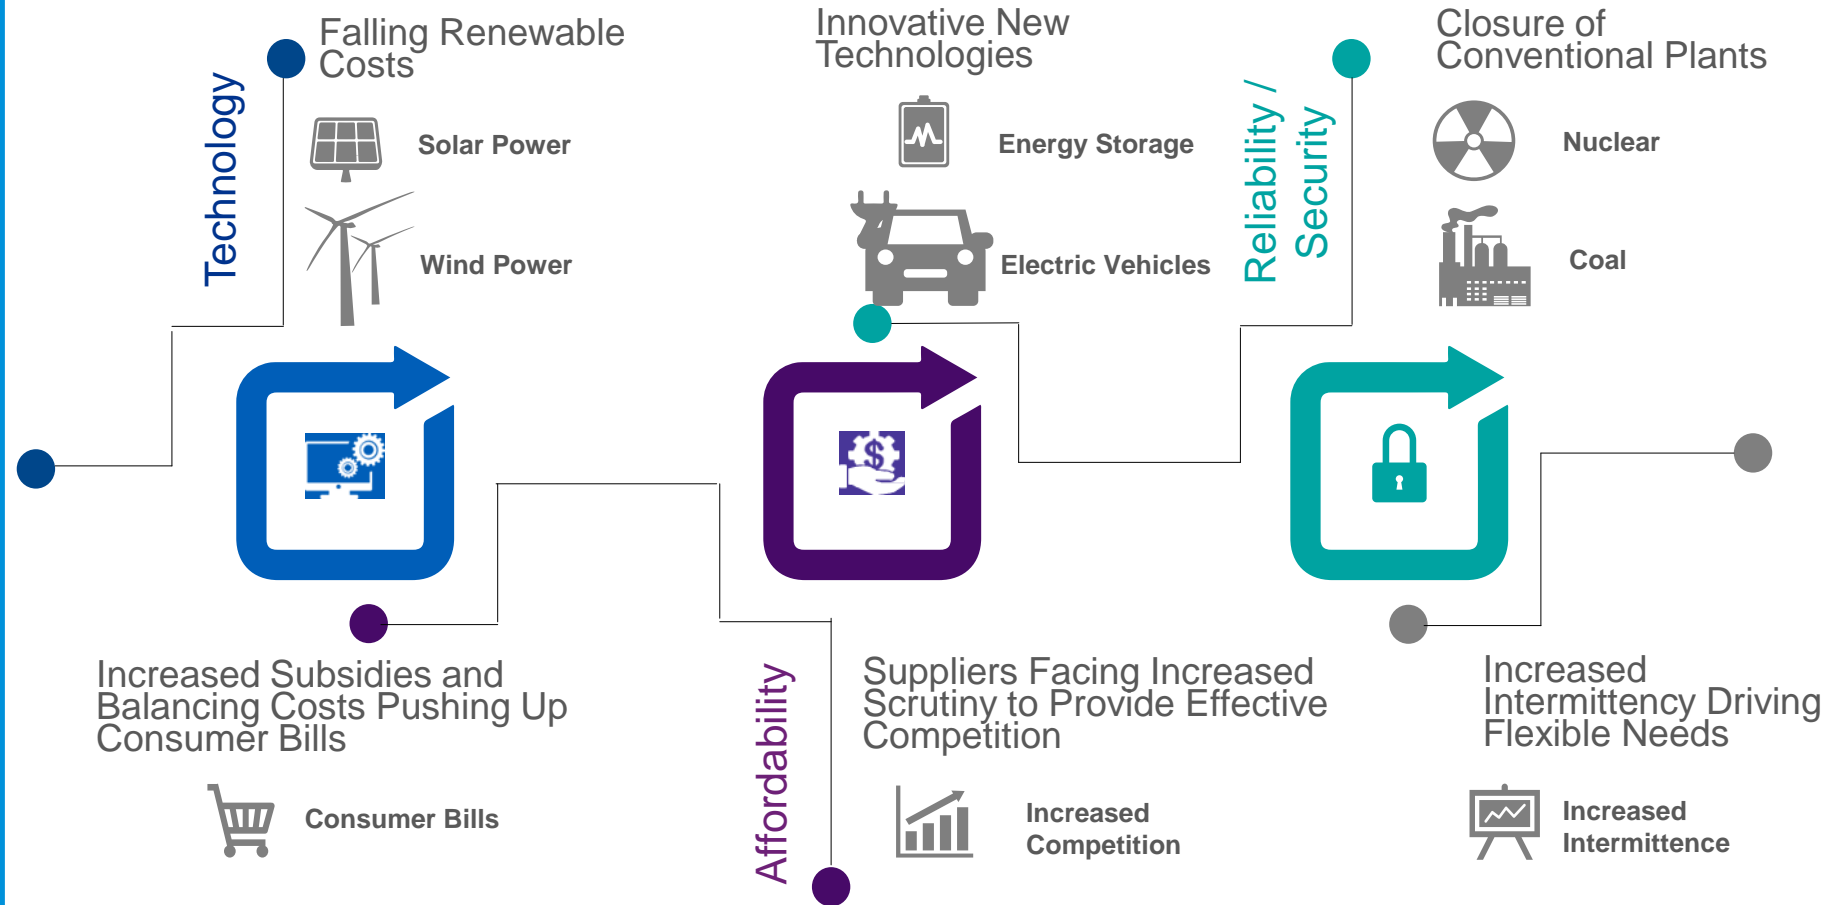 Technology
Falling Renewable
Costs
Solar Power
Wind Power
Innovative New
Technologies
Energy Storage
Electric Vehicles
Reliability /
Security
Closure of
Conventional Plants
Nuclear
Coal
$
Increased Subsidies and
Balancing Costs Pushing Up
Consumer Bills
Consumer Bills
Affordability
Suppliers Facing Increased
Scrutiny to Provide Effective
Competition
Increased
Competition
Increased
Intermittency Driving
Flexible Needs
Increased
Intermittence